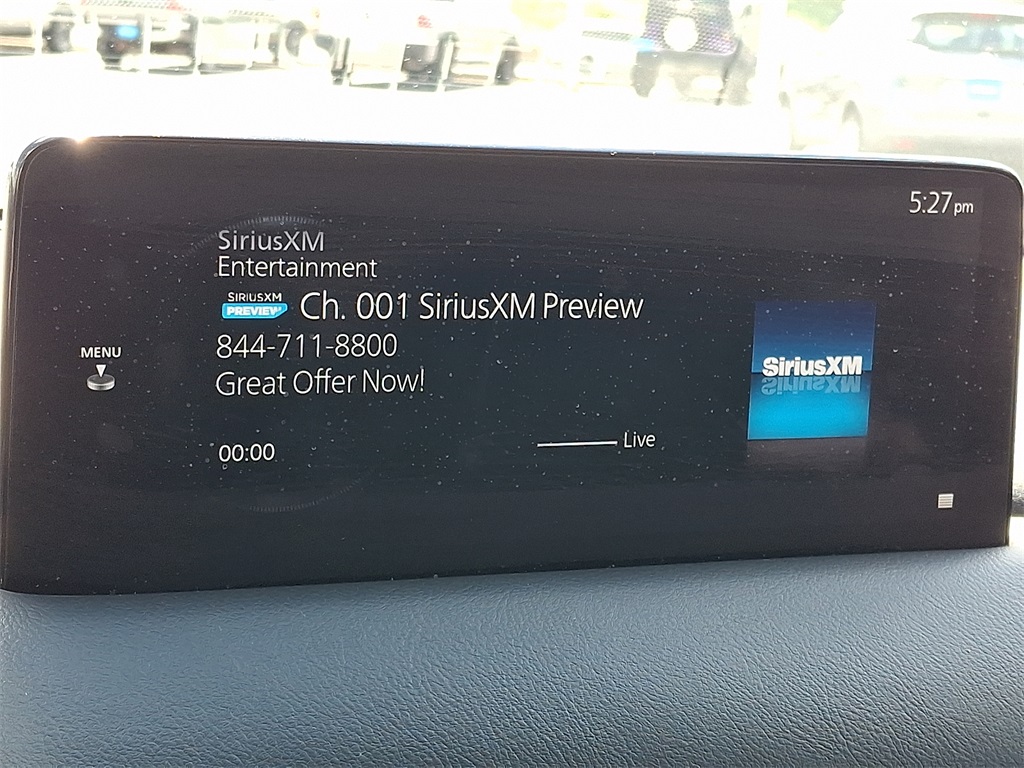 5:27 pm
SiriusXM
Entertainment
SIRIUSXM
PREVIEW
Ch. 001 SiriusXM Preview
844-711-8800
Great Offer Now!
MENU
SiriusXM
00:00
Live